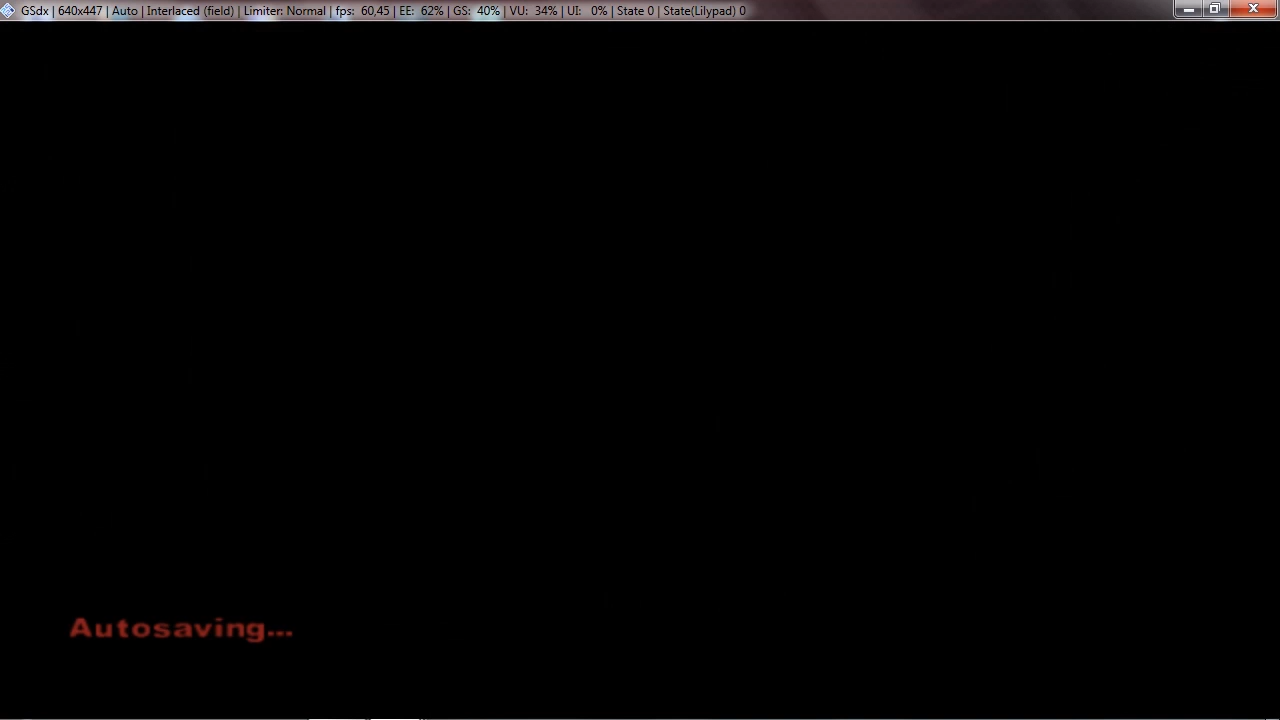 GSdx | 640x447 | Auto | Interlaced (field) | Limiter: Normal | fps: 60,45 | EE: 62% | GS: 40% | VU: 34% | UI: 0% | State 0 | State(Lilypad) 0
Autosaving...